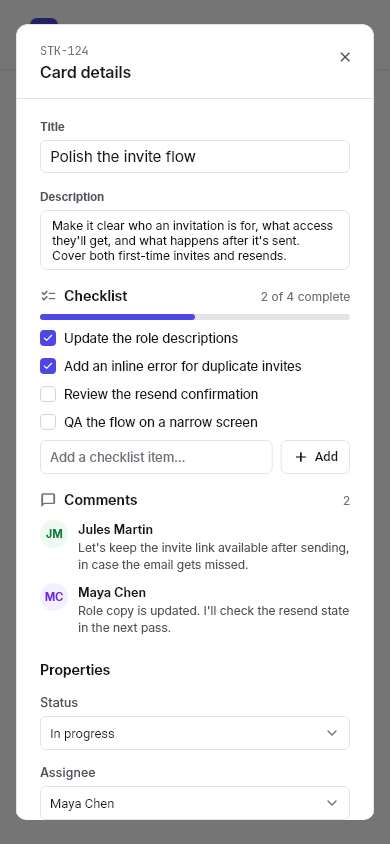 STK-124
Card details
Title
Polish the invite flow
Description
Make it clear who an invitation is for, what access
they'll get, and what happens after it's sent.
Cover both first-time invites and resends.
Checklist
2 of 4 complete
Update the role descriptions
Add an inline error for duplicate invites
Review the resend confirmation
QA the flow on a narrow screen
Add a checklist item...
Add
Comments
2
JM
Jules Martin
Let's keep the invite link available after sending,
in case the email gets missed.
MC
Maya Chen
Role copy is updated. I'll check the resend state
in the next pass.
Properties
Status
In progress
Assignee
Maya Chen